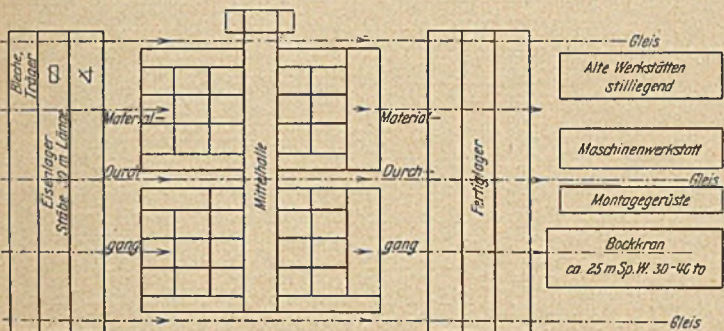 Bleche,
Träger
Eisenlager
Stäbe 30 m Länge
Material-
Durch
gang
Mittelhalle
Material-
Durch-
gang
Fertiglager
Gleis
Alte Werkstätten
stilliegend
Maschinenwerkstatt
Gleis
Montagegerüste
Bockkran
ca. 25 m Sp.W. 30-40 to
Gleis